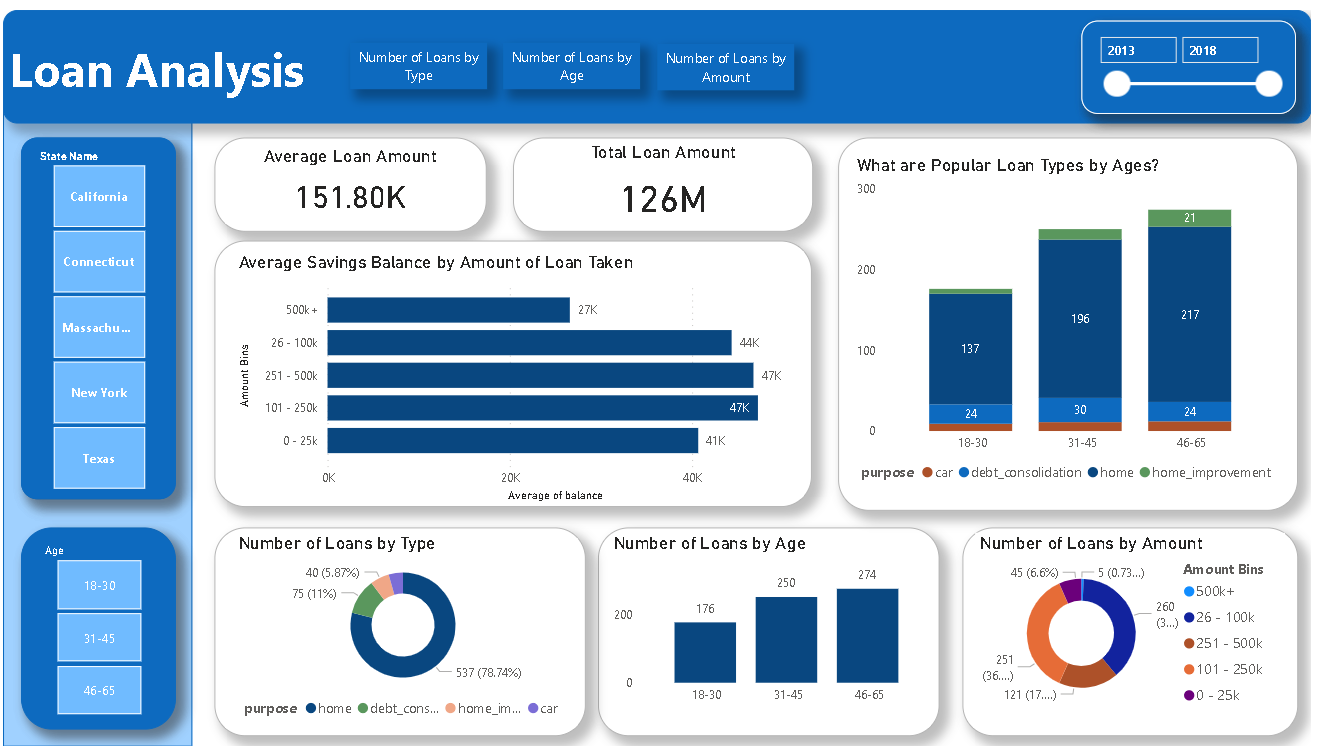 Loan Analysis
Number of Loans by
Type
Number of Loans by
Age
Number of Loans by
Amount
2013
2018
State Name
California
Connecticut
Massachu...
New York
Texas
Age
18-30
31-45
46-65
Average Loan Amount
151.80K
Total Loan Amount
126M
Average Savings Balance by Amount of Loan Taken
Amount Bins
500k+
27K
26 - 100k
44K
251 - 500k
47K
101 - 250k
47K
0 - 25k
41K
0K
20K
40K
Average of balance
What are Popular Loan Types by Ages?
300
200
100
0
137
24
196
30
21
217
24
18-30
31-45
46-65
purpose
car
debt_consolidation
home
home_improvement
Number of Loans by Type
40 (5.87%)
75 (11%)
537 (78.74%)
purpose
home
debt_cons...
home_im...
car
Number of Loans by Age
200
0
176
250
274
18-30
31-45
46-65
Number of Loans by Amount
45 (6.6%)
5 (0.73...)
260
(3...)
251
(36....)
121 (17....)
Amount Bins
500k+
26 - 100k
251 - 500k
101 - 250k
0 - 25k